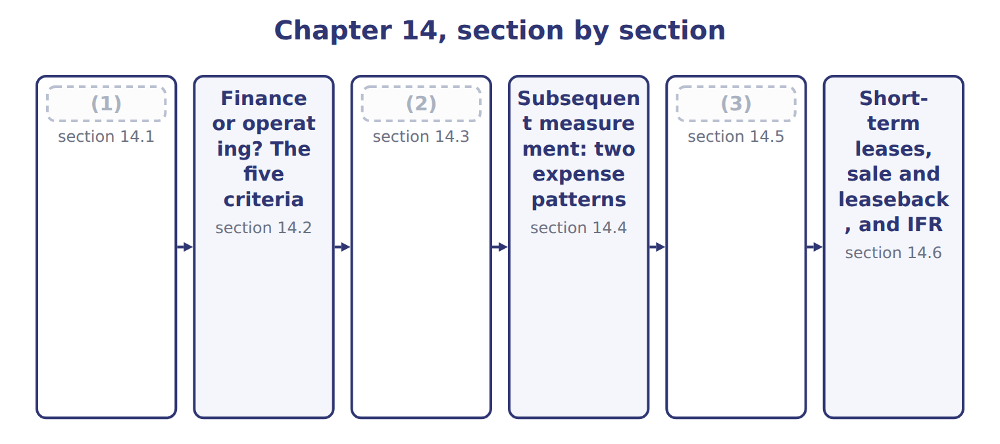 Chapter 14, section by section
(1)
section 14.1
Finance
or operat
ing? The
five
criteria
section 14.2
(2)
section 14.3
Subsequen
t measure
ment: two
expense
patterns
section 14.4
(3)
section 14.5
Short-
term
leases,
sale and
leaseback
, and IFR
section 14.6